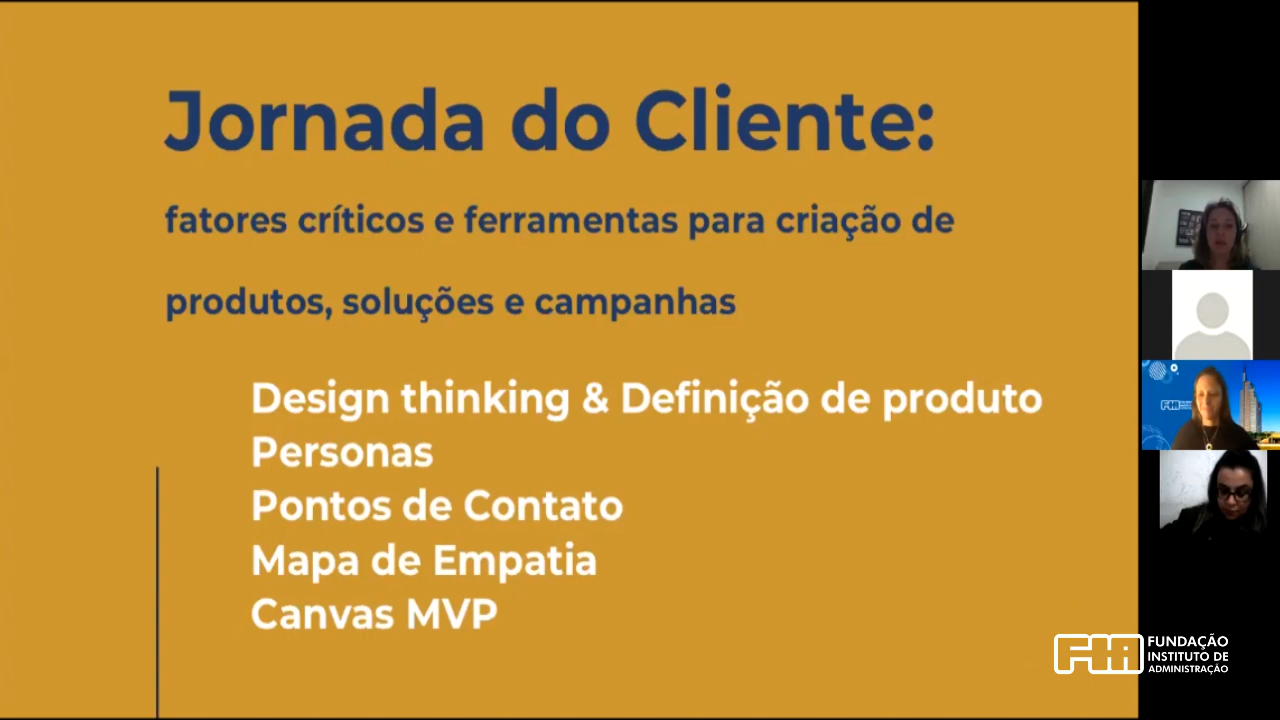 Jornada do Cliente:
fatores críticos e ferramentas para criação de
produtos, soluções e campanhas
Design thinking & Definição de produto
Personas
Pontos de Contato
Mapa de Empatia
Canvas MVP
FIA
FUNDAÇÃO
INSTITUTO DE
ADMINISTRAÇÃO